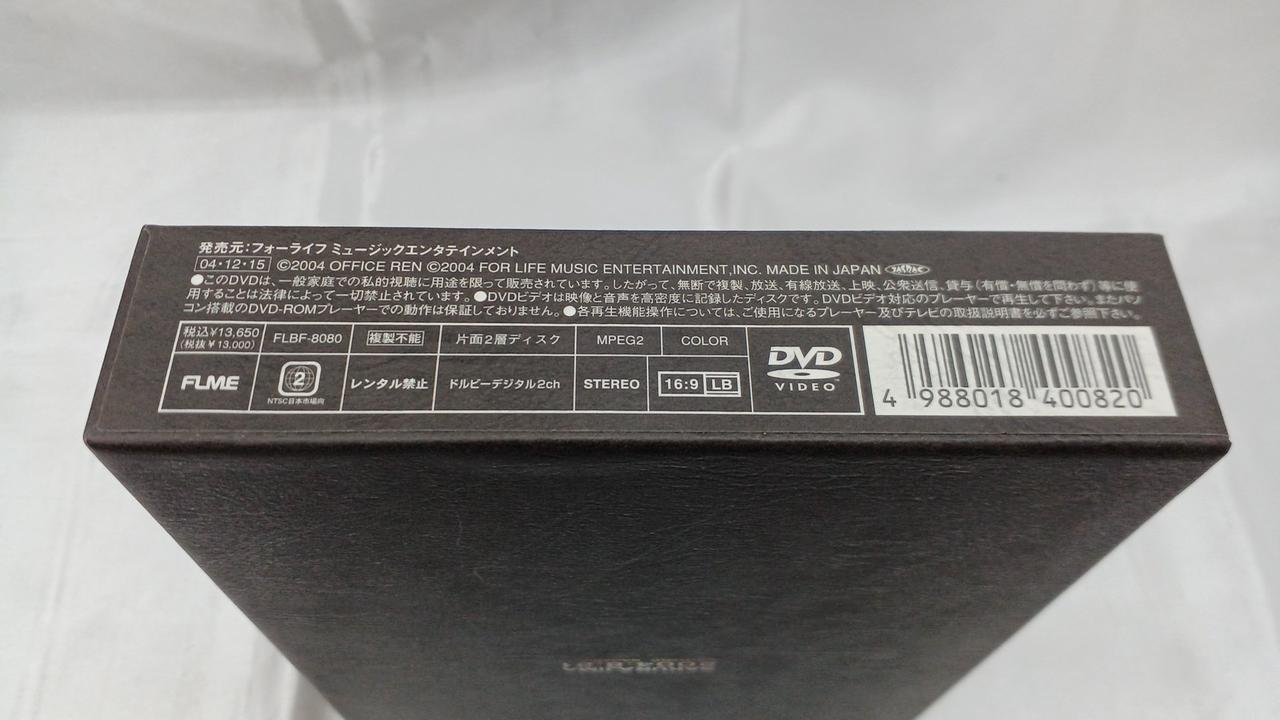 発売元:フォーライフ ミュージックエンタテインメント
04・12・15 ©2004 OFFICE REN ©2004 FOR LIFE MUSIC ENTERTAINMENT,INC. MADE IN JAPAN JASRAC
●このDVDは、一般家庭での私的視聴に用途を限って販売されています。したがって、無断で複製、放送、有線放送、上映、公衆送信、貸与(有償・無償を問わず)等に使
用することは法律によって一切禁止されています。●DVDビデオは映像と音声を高密度に記録したディスクです。DVDビデオ対応のプレーヤーで再生して下さい。またパソ
コン搭載のDVD-ROMプレーヤーでの動作は保証しておりません。●各再生機能操作については、ご使用になるプレーヤー及びテレビの取扱説明書を必ずご参照下さい。
税込¥13,650
(税抜¥13,000)
FLBF-8080
複製不能
片面2層ディスク
MPEG2
COLOR
FLME
2
NTSC日本市場向
レンタル禁止
ドルビーデジタル2ch
STEREO
16:9 LB
DVD
VIDEO
4 988018 400820